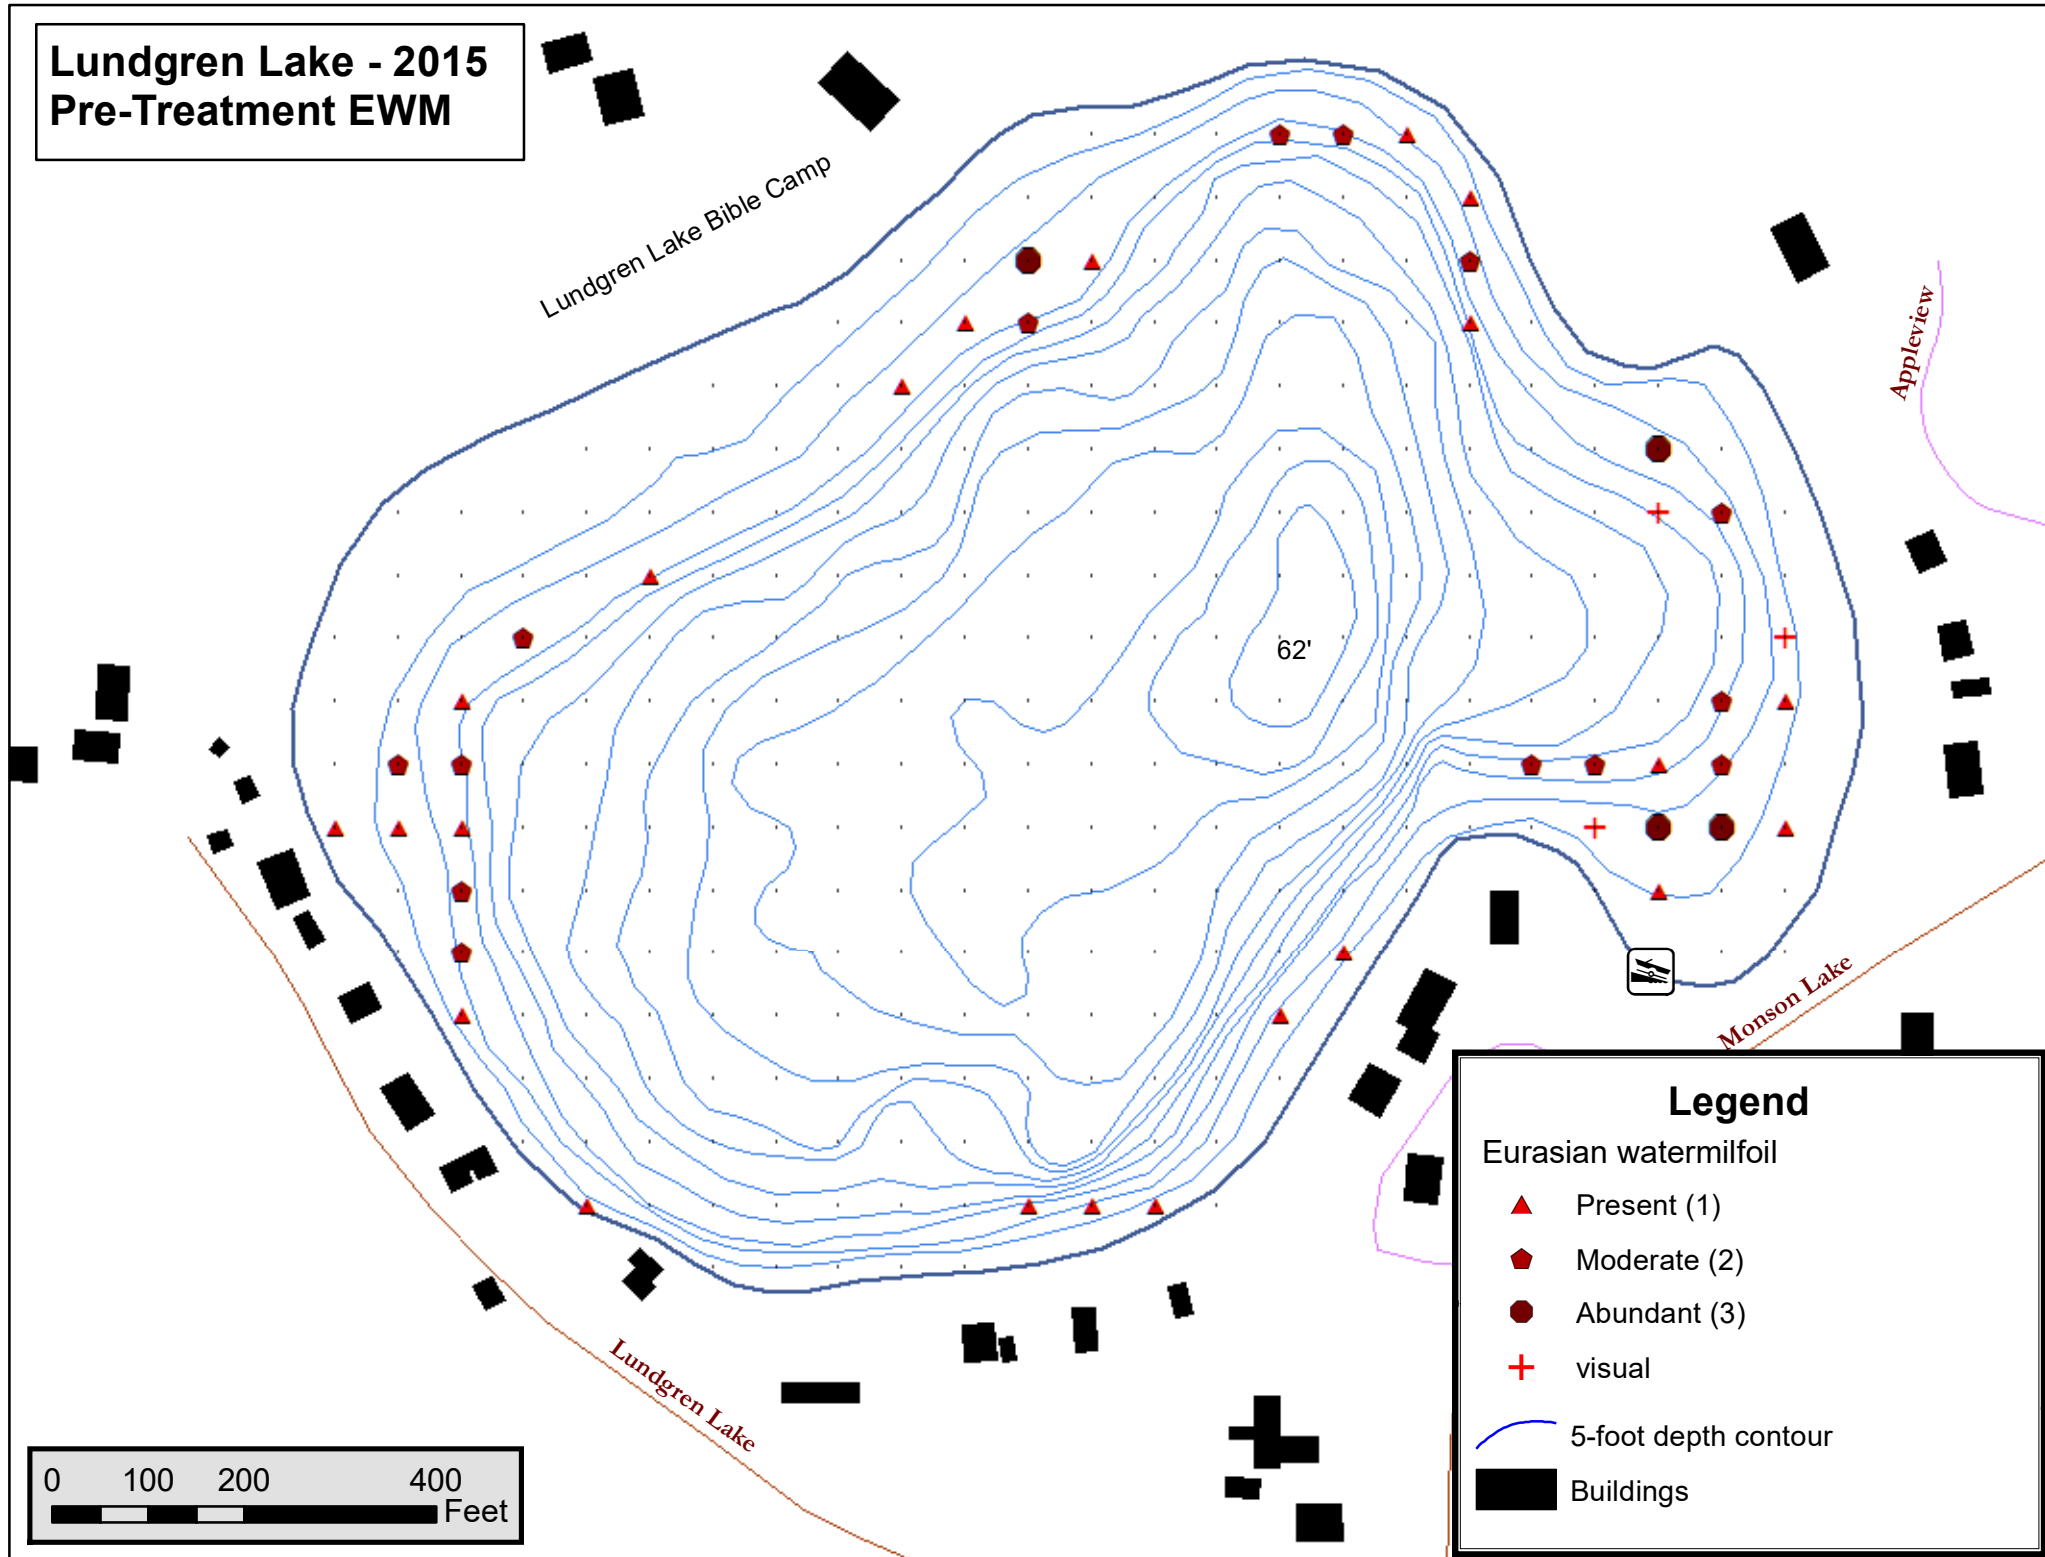 Lundgren Lake - 2015
Pre-Treatment EWM
Lundgren Lake Bible Camp
Appleview
62'
Monson Lake
Lundgren Lake
Legend
Eurasian watermilfoil
Present (1)
Moderate (2)
Abundant (3)
visual
5-foot depth contour
Buildings
0 100 200 400
Feet